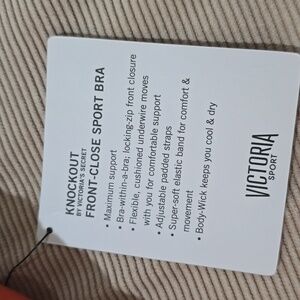 KNOCKOUT
BY VICTORIA'S SECRET
FRONT-CLOSE SPORT BRA
• Maximum support
• Bra-within-a-bra; locking-zip front closure
• Flexible, cushioned underwire moves
with you for comfortable support
• Adjustable padded straps
• Super-soft elastic band for comfort &
movement
• Body-Wick keeps you cool & dry
VICTORIA
SPORT